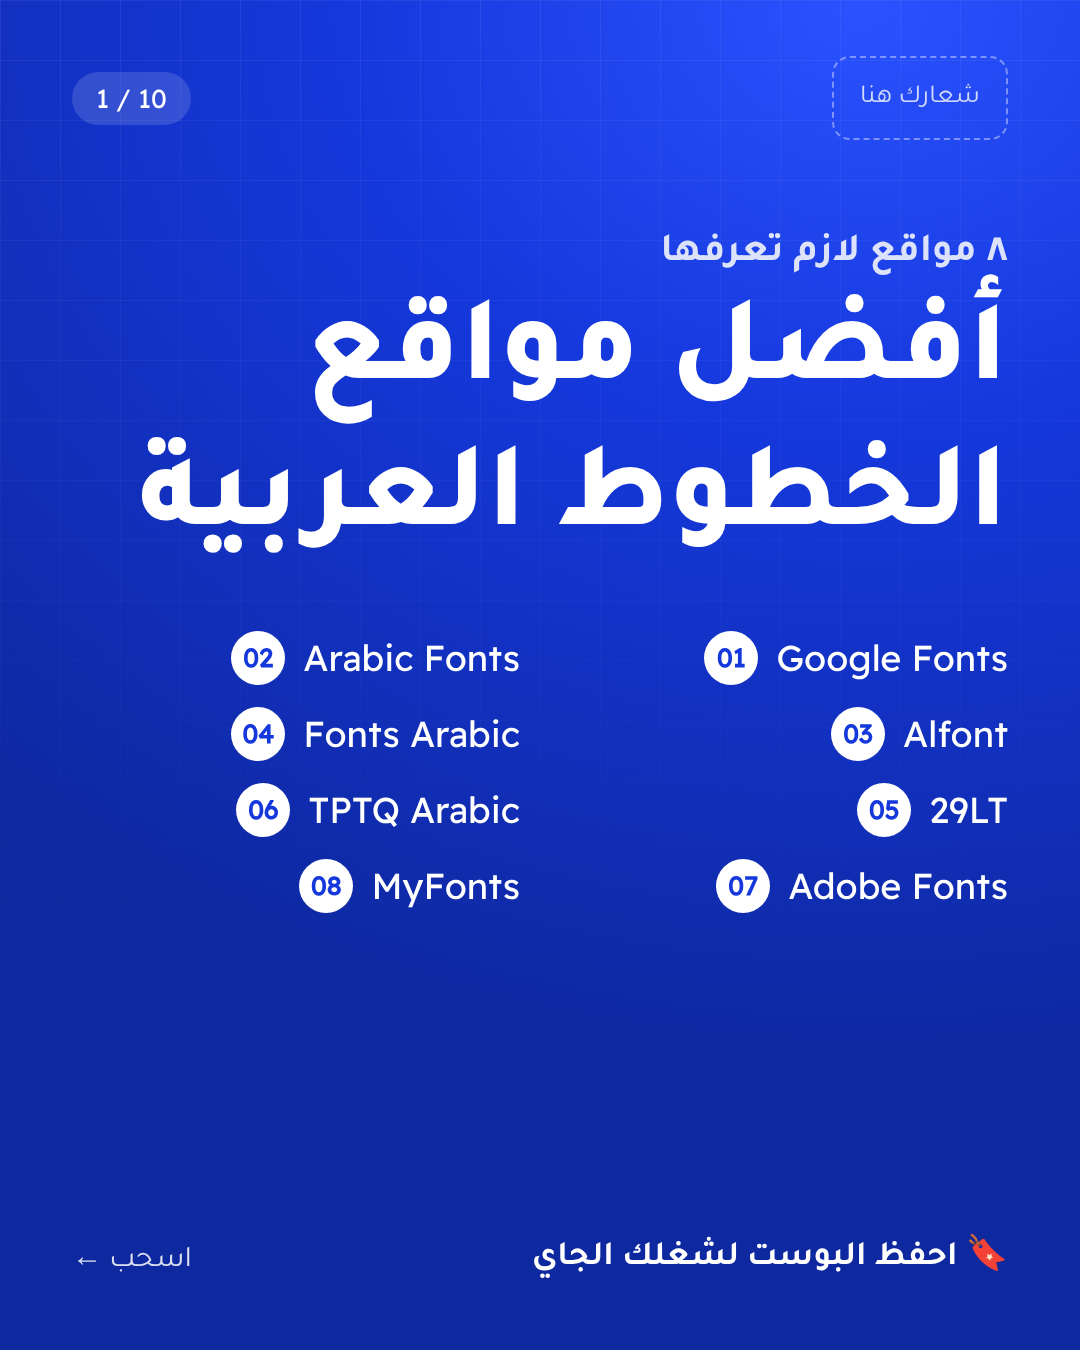 شعارك هنا
1 / 10
٨ مواقع لازم تعرفها
أفضل مواقع
الخطوط العربية
Google Fonts 01
Arabic Fonts 02
Alfont 03
Fonts Arabic 04
29LT 05
TPTQ Arabic 06
Adobe Fonts 07
MyFonts 08
🔖 احفظ البوست لشغلك الجاي
اسحب ←